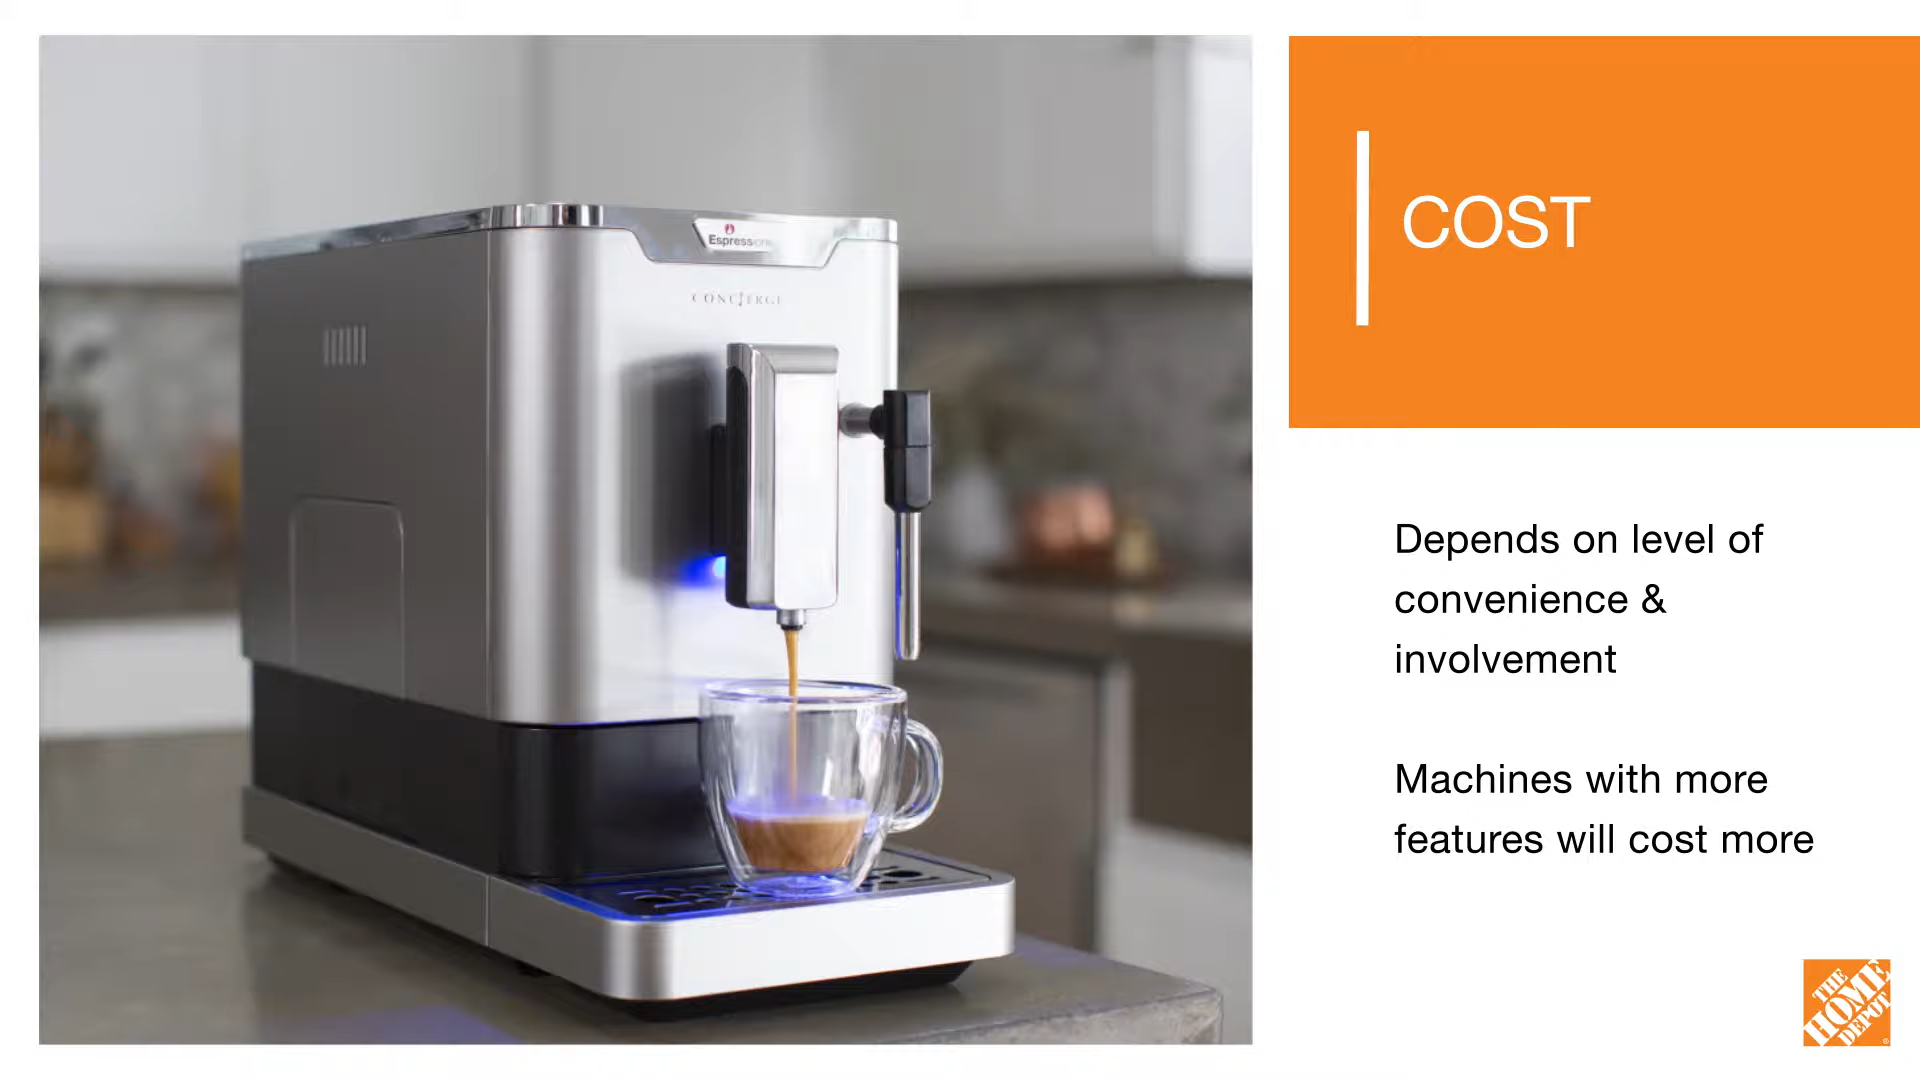 Espressione
CONCIERGE
COST
Depends on level of
convenience &
involvement
Machines with more
features will cost more
THE
HOME
DEPOT